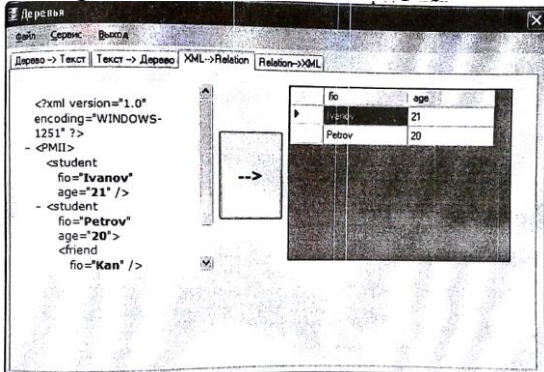 Деревья
Файл Сервис Выход
Дерево -> Текст Текст -> Дерево XML-->Relation Relation-->XML
<?xml version="1.0"
encoding="WINDOWS-
1251" ?>
- <PMII>
<student
fio="Ivanov"
age="21" />
- <student
fio="Petrov"
age="20">
<friend
fio="Kan" />
-->
fio age
Ivanov 21
Petrov 20